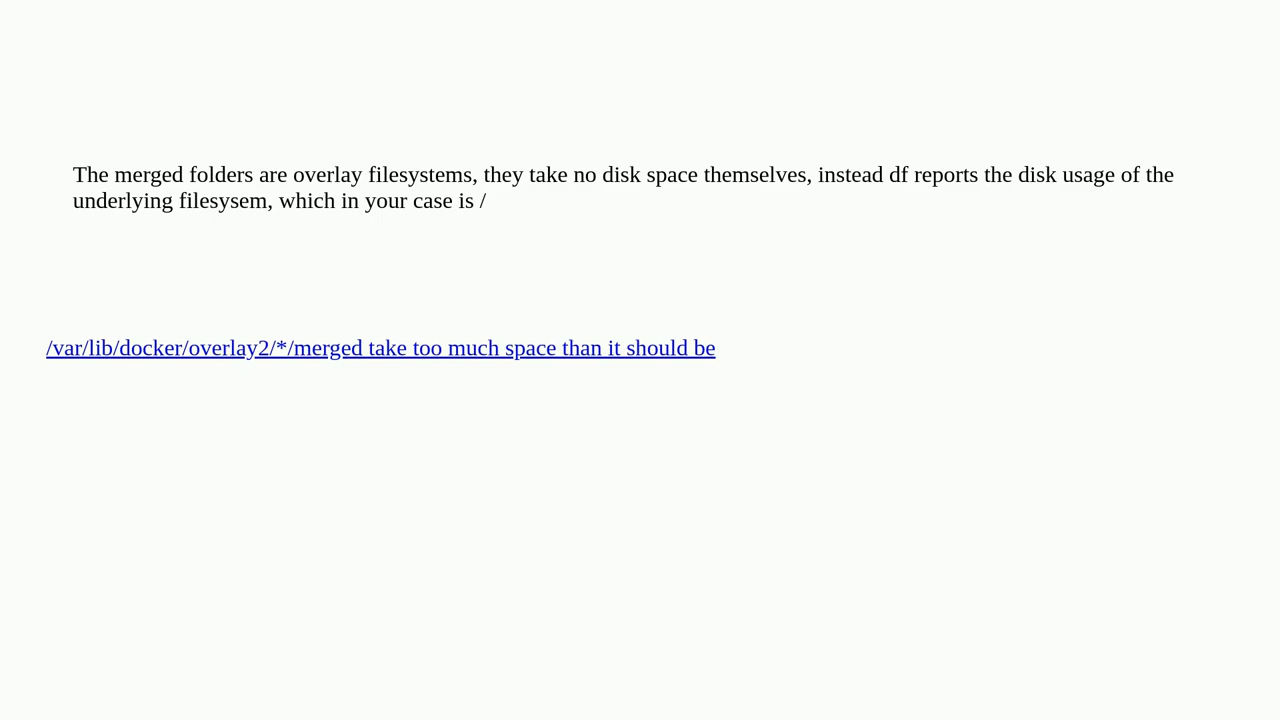 The merged folders are overlay filesystems, they take no disk space themselves, instead df reports the disk usage of the
underlying filesysem, which in your case is /
/var/lib/docker/overlay2/*/merged take too much space than it should be